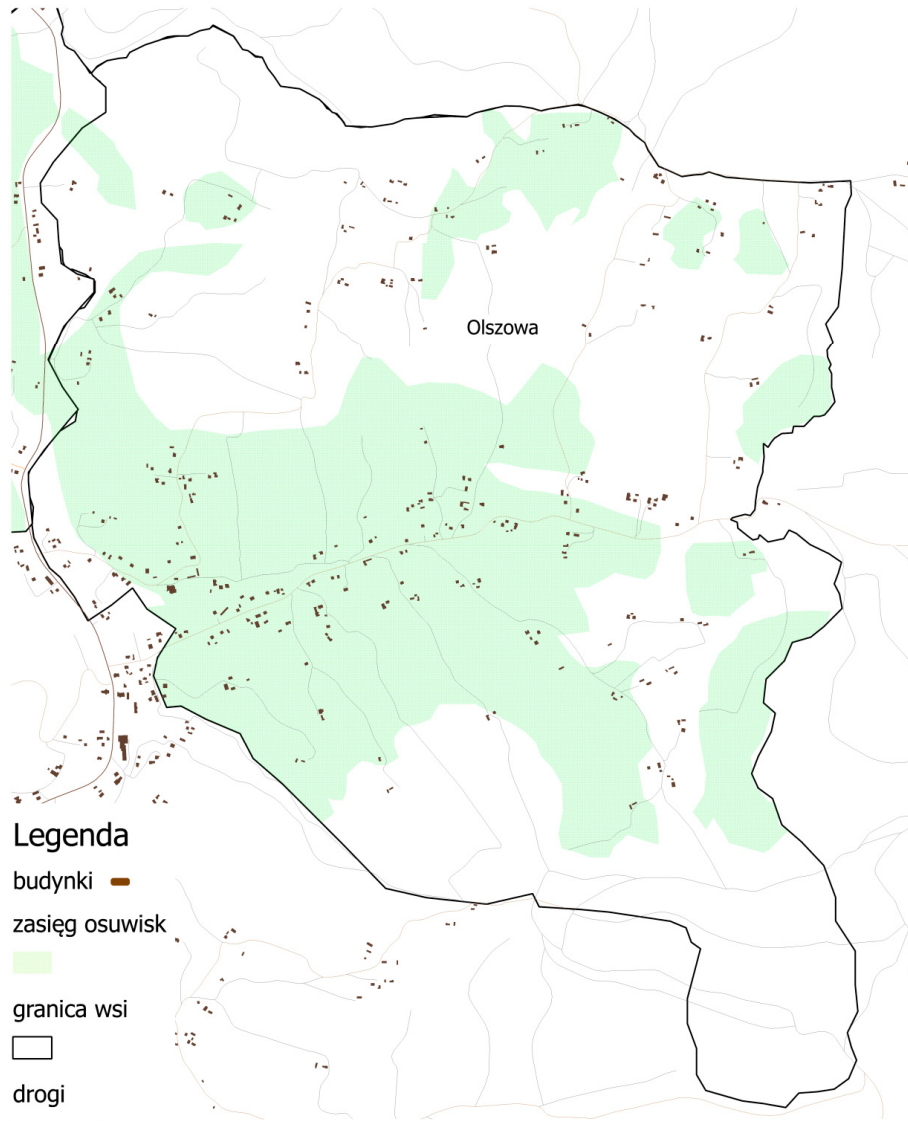 Olszowa
Legenda
budynki
zasięg osuwisk
granica wsi
drogi